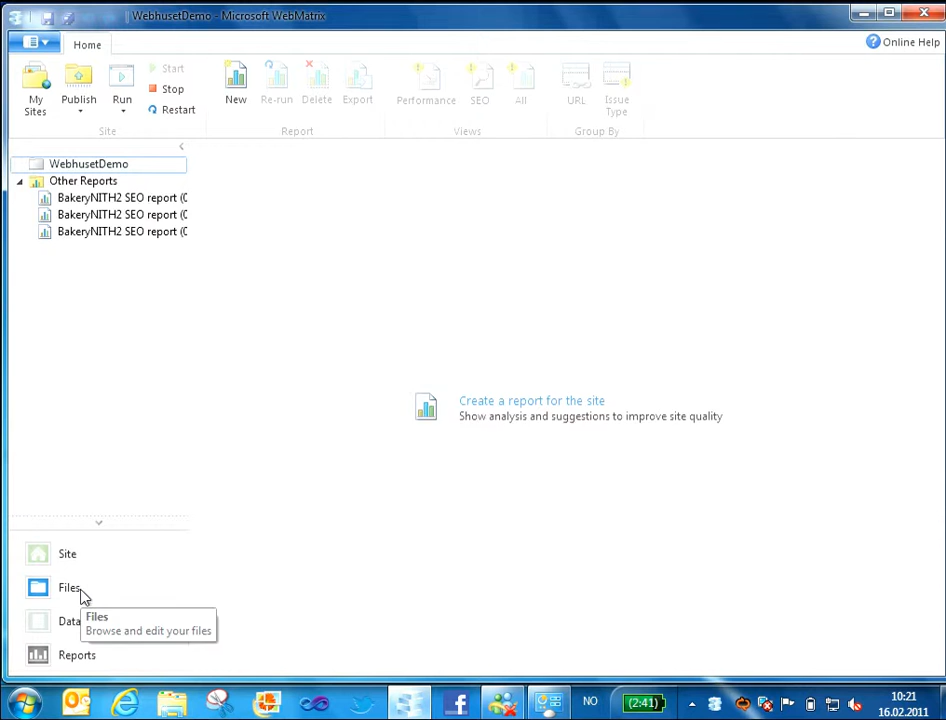 WebhusetDemo - Microsoft WebMatrix
Home
Online Help
My Sites
Publish
Run
Start
Stop
Restart
Site
New
Re-run
Delete
Export
Report
Performance
SEO
All
Views
URL
Issue Type
Group By
WebhusetDemo
Other Reports
BakeryNITH2 SEO report (0
BakeryNITH2 SEO report (0
BakeryNITH2 SEO report (0
Create a report for the site
Show analysis and suggestions to improve site quality
Site
Files
Files
Browse and edit your files
Data
Reports
NO
(2:41)
10:21
16.02.2011